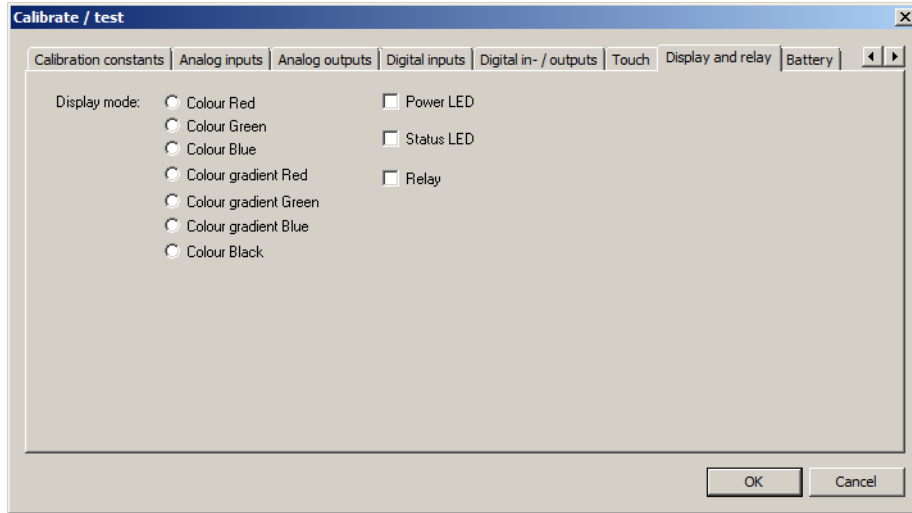 Calibrate / test
Calibration constants Analog inputs Analog outputs Digital inputs Digital in- / outputs Touch Display and relay Battery
Display mode: Colour Red Power LED
Colour Green
Colour Blue Status LED
Colour gradient Red Relay
Colour gradient Green
Colour gradient Blue
Colour Black
OK Cancel